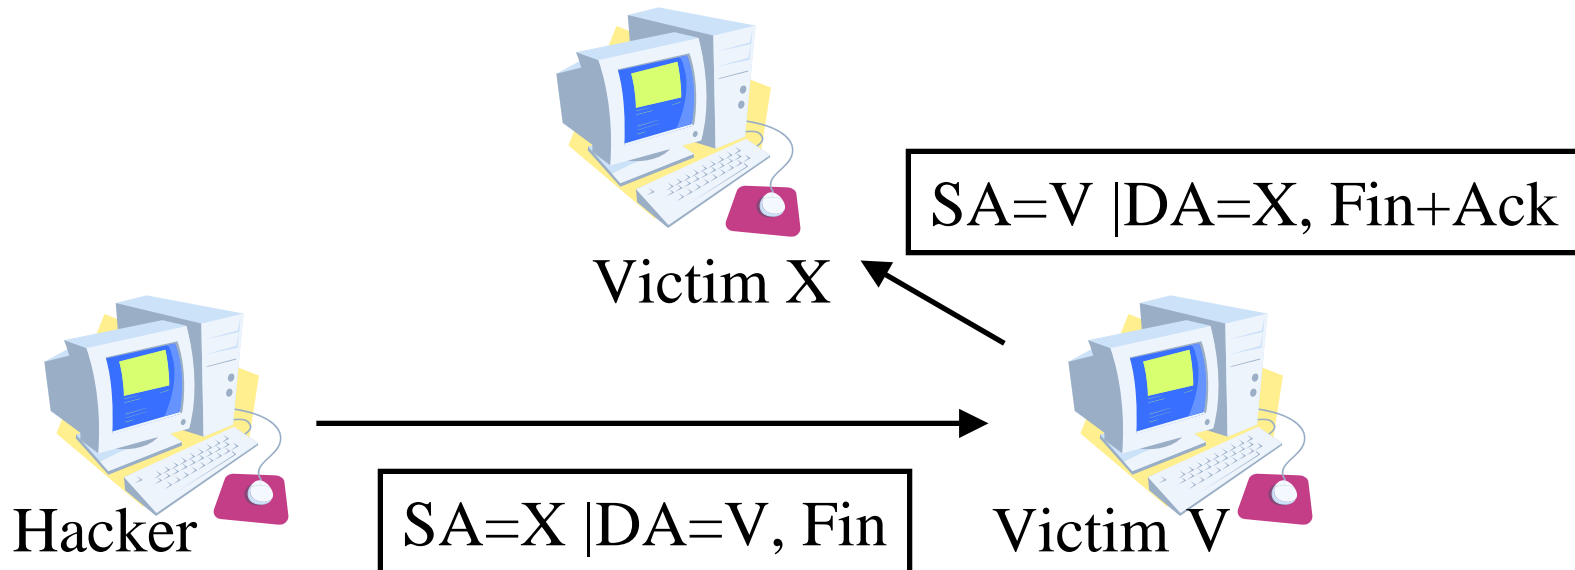 SA=V |DA=X, Fin+Ack
Victim X
Hacker
SA=X |DA=V, Fin
Victim V